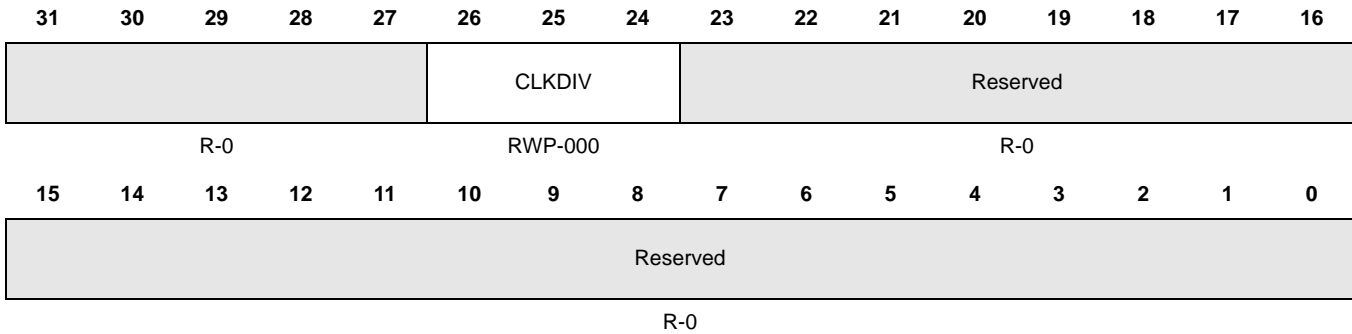 31 30 29 28 27 26 25 24 23 22 21 20 19 18 17 16
CLKDIV Reserved
R-0 RWP-000 R-0
15 14 13 12 11 10 9 8 7 6 5 4 3 2 1 0
Reserved
R-0